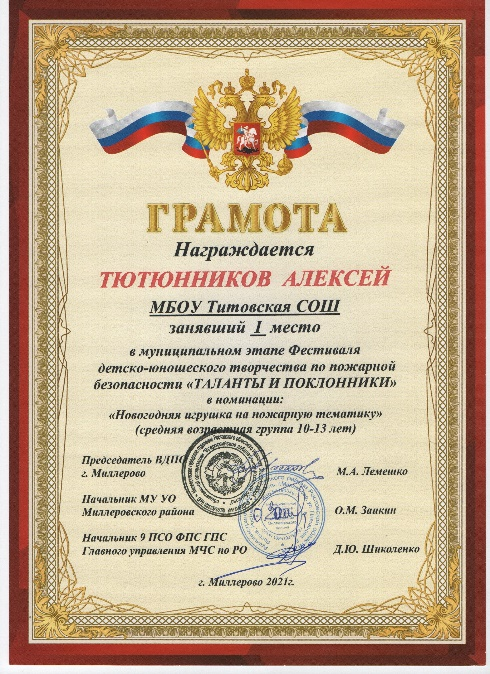 ГРАМОТА
Награждается
ТЮТЮННИКОВ АЛЕКСЕЙ
МБОУ Титовская СОШ
занявший I место
в муниципальном этапе Фестиваля
детско-юношеского творчества по пожарной
безопасности «ТАЛАНТЫ И ПОКЛОННИКИ»
в номинации:
«Новогодняя игрушка на пожарную тематику»
(средняя возрастная группа 10-13 лет)
Председатель ВДПО
г. Миллерово
М.А. Лемешко
Начальник МУ УО
Миллеровского района
О.М. Заикин
Начальник 9 ПСО ФПС ГПС
Главного управления МЧС по РО
Д.Ю. Шиколенко
г. Миллерово 2021г.